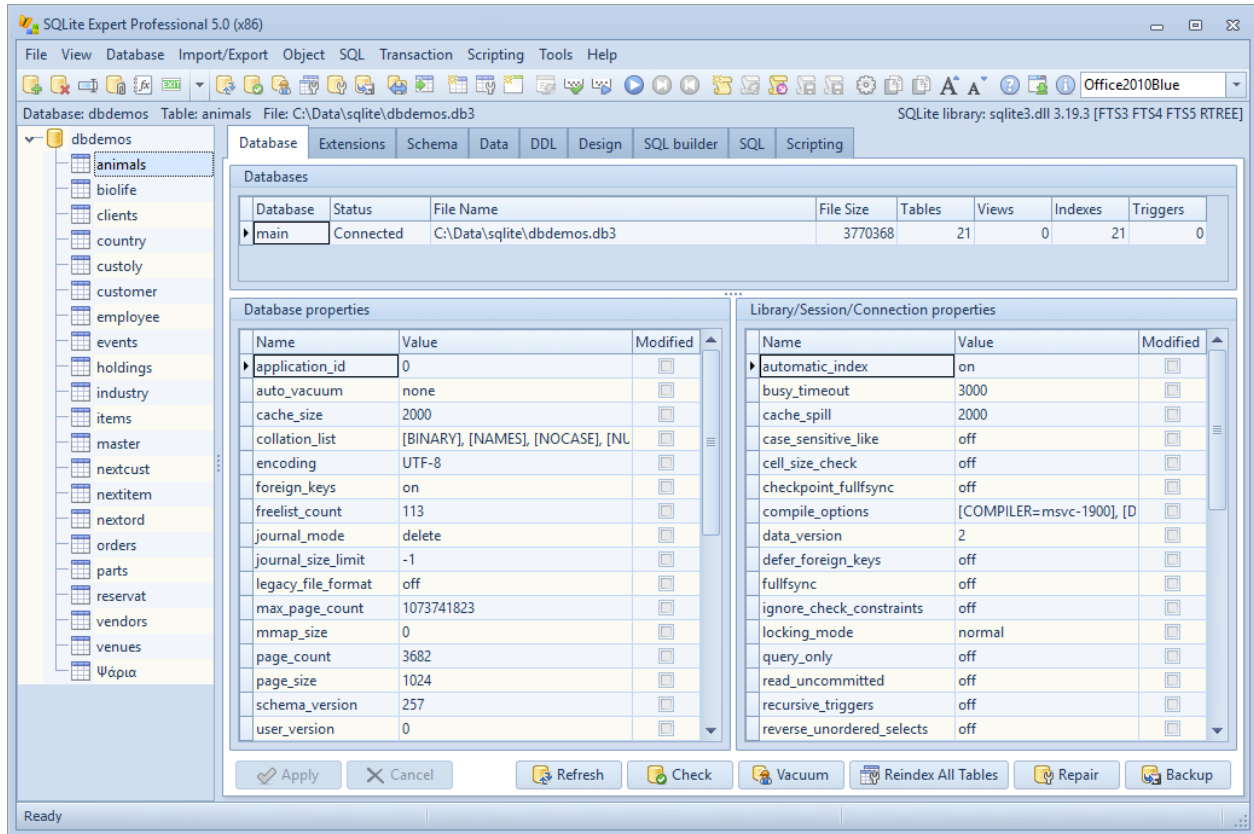 SQLite Expert Professional 5.0 (x86)
File View Database Import/Export Object SQL Transaction Scripting Tools Help
EXIT Office2010Blue
Database: dbdemos Table: animals File: C:\Data\sqlite\dbdemos.db3 SQLite library: sqlite3.dll 3.19.3 [FTS3 FTS4 FTS5 RTREE]
dbdemos
animals
biolife
clients
country
custoly
customer
employee
events
holdings
industry
items
master
nextcust
nextitem
nextord
orders
parts
reservat
vendors
venues
Ψάρια
Database Extensions Schema Data DDL Design SQL builder SQL Scripting
Databases
Database Status File Name File Size Tables Views Indexes Triggers
main Connected C:\Data\sqlite\dbdemos.db3 3770368 21 0 21 0
Database properties
Name Value Modified
application_id 0
auto_vacuum none
cache_size 2000
collation_list [BINARY], [NAMES], [NOCASE], [NU
encoding UTF-8
foreign_keys on
freelist_count 113
journal_mode delete
journal_size_limit -1
legacy_file_format off
max_page_count 1073741823
mmap_size 0
page_count 3682
page_size 1024
schema_version 257
user_version 0
Library/Session/Connection properties
Name Value Modified
automatic_index on
busy_timeout 3000
cache_spill 2000
case_sensitive_like off
cell_size_check off
checkpoint_fullfsync off
compile_options [COMPILER=msvc-1900], [D
data_version 2
defer_foreign_keys off
fullfsync off
ignore_check_constraints off
locking_mode normal
query_only off
read_uncommitted off
recursive_triggers off
reverse_unordered_selects off
Apply Cancel Refresh Check Vacuum Reindex All Tables Repair Backup
Ready